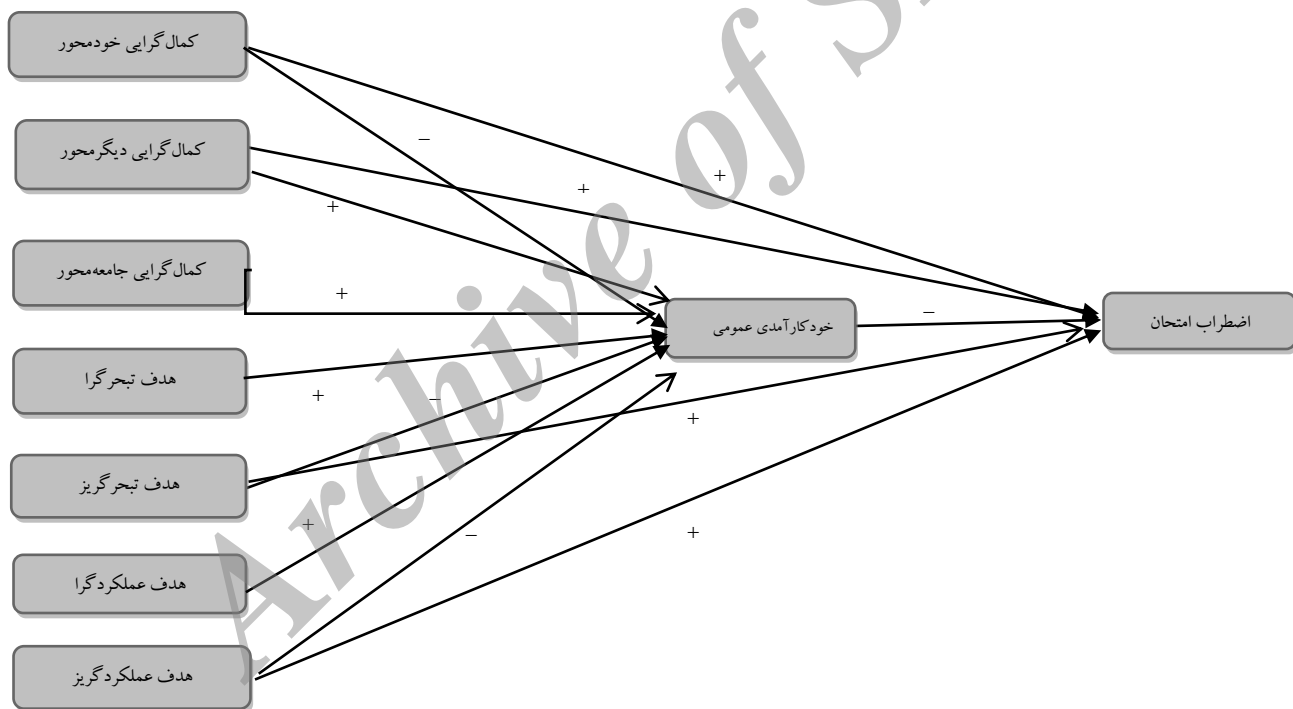 کمال‌گرایی خودمحور
کمال‌گرایی دیگرمحور
کمال‌گرایی جامعه‌محور
هدف تبحرگرا
هدف تبحرگریز
هدف عملکردگرا
هدف عملکردگریز
خودکارآمدی عمومی
اضطراب امتحان
–
+
+
+
+
–
+
–
+
–
+
+
Archive of S